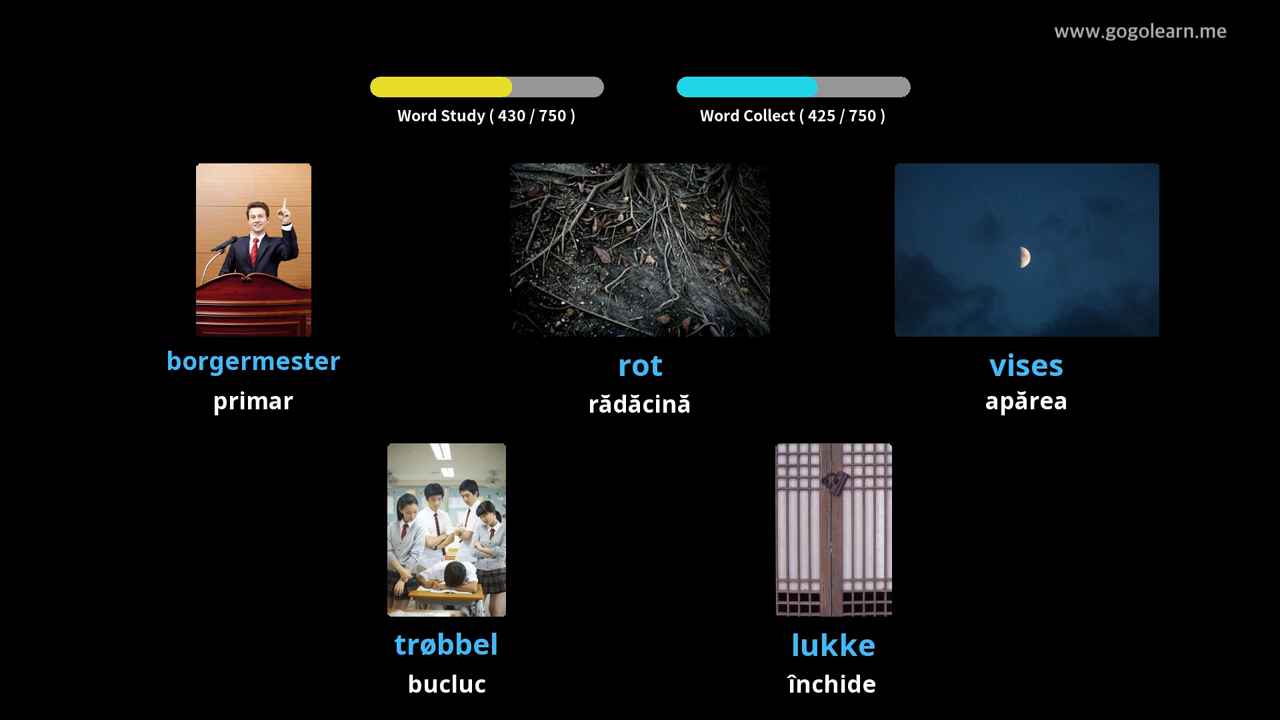 www.gogolearn.me
Word Study ( 430 / 750 )
Word Collect ( 425 / 750 )
borgermester
primar
rot
rădăcină
vises
apărea
trøbbel
bucluc
lukke
închide